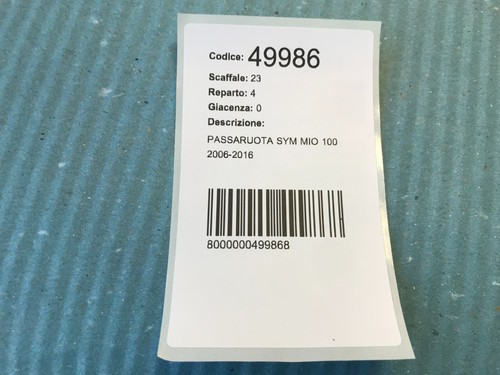 Codice: 49986
Scaffale: 23
Reparto: 4
Giacenza: 0
Descrizione:
PASSARUOTA SYM MIO 100
2006-2016
8000000499868